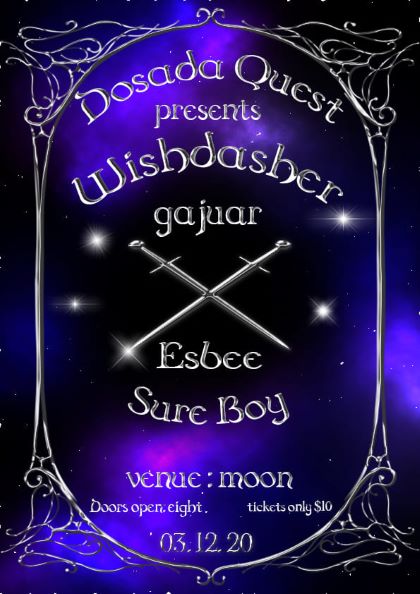 Dosada Quest
presents
Wishdasher
gajuar
Esbee
Sure Boy
venue : moon
Doors open, eight. tickets only $10
03.12.20